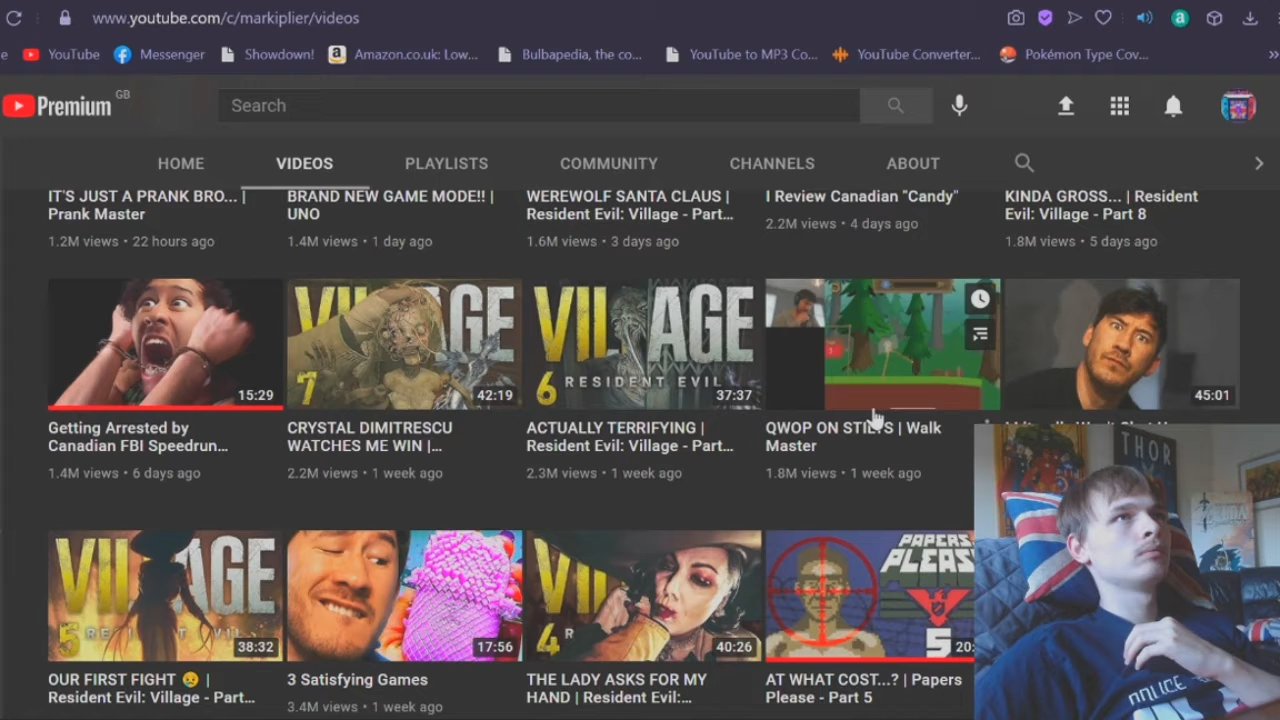 www.youtube.com/c/markiplier/videos
YouTube
Messenger
Showdown!
Amazon.co.uk: Low...
Bulbapedia, the co...
YouTube to MP3 Co...
YouTube Converter...
Pokémon Type Cov...
Premium
GB
Search
HOME
VIDEOS
PLAYLISTS
COMMUNITY
CHANNELS
ABOUT
IT'S JUST A PRANK BRO... |
Prank Master
1.2M views • 22 hours ago
BRAND NEW GAME MODE!! |
UNO
1.4M views • 1 day ago
WEREWOLF SANTA CLAUS |
Resident Evil: Village - Part...
1.6M views • 3 days ago
I Review Canadian "Candy"
2.2M views • 4 days ago
KINDA GROSS... | Resident
Evil: Village - Part 8
1.8M views • 5 days ago
15:29
Getting Arrested by
Canadian FBI Speedrun...
1.4M views • 6 days ago
VILLAGE
7
42:19
CRYSTAL DIMITRESCU
WATCHES ME WIN |...
2.2M views • 1 week ago
VILLAGE
6
RESIDENT EVIL
37:37
ACTUALLY TERRIFYING |
Resident Evil: Village - Part...
2.3M views • 1 week ago
QWOP ON STILTS | Walk
Master
1.8M views • 1 week ago
45:01
THOR
VILLAGE
5
38:32
OUR FIRST FIGHT 😥 |
Resident Evil: Village - Part...
17:56
3 Satisfying Games
3.4M views • 1 week ago
VILLAGE
4
40:26
THE LADY ASKS FOR MY
HAND | Resident Evil:...
PAPERS
PLEASE
5
20:
AT WHAT COST...? | Papers
Please - Part 5
POLICE